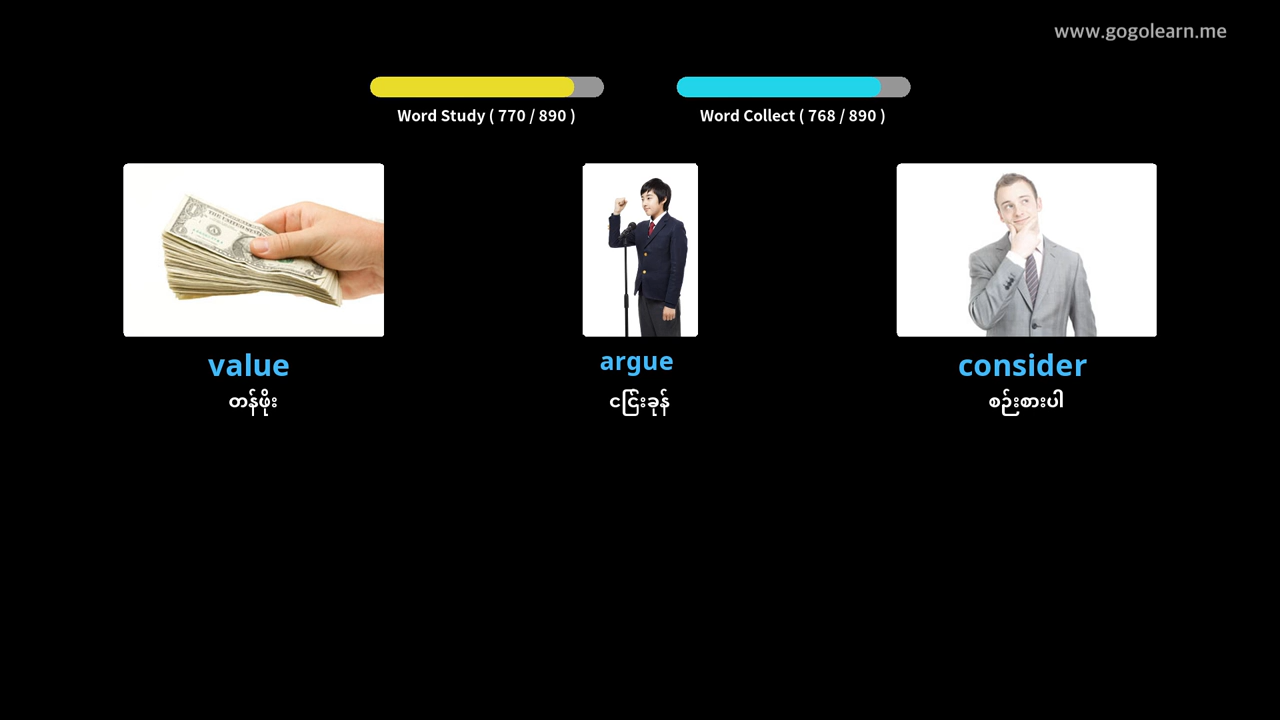 www.gogolearn.me
Word Study ( 770 / 890 )
Word Collect ( 768 / 890 )
value
တန်ဖိုး
argue
ငြင်းခုန်
consider
စဉ်းစားပါ